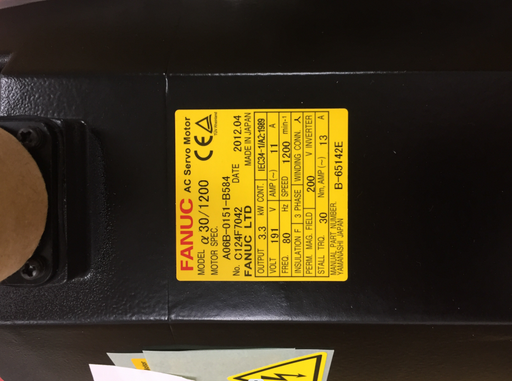 FANUC AC Servo Motor
MODEL α30/1200
MOTOR SPEC.
A06B-0151-B584
No. C124F7042 DATE 2012.04
FANUC LTD MADE IN JAPAN
OUTPUT 3.3 kW CONT. IEC34-1/A2:1989
VOLT 191 V AMP(~) 11 A
FREQ. 80 Hz SPEED 1200 min-1
INSULATION F 3 PHASE WINDING CONN. 人
PERM. MAG. FIELD 200 V INVERTER
STALL TRQ. 30 Nm, AMP(~) 13 A
MANUAL PART NUMBER B-65142E
YAMANASHI JAPAN